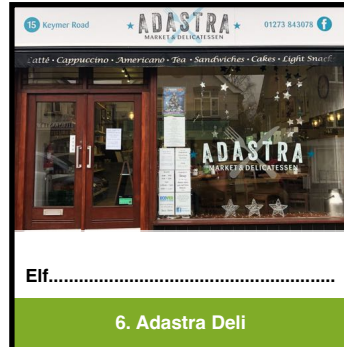 15 Keymer Road
ADASTRA
MARKET & DELICATESSEN
01273 843078
Latté • Cappuccino • Americano • Tea • Sandwiches • Cakes • Light Snack
ADASTRA
MARKET & DELICATESSEN
Elf..........................................................
6. Adastra Deli